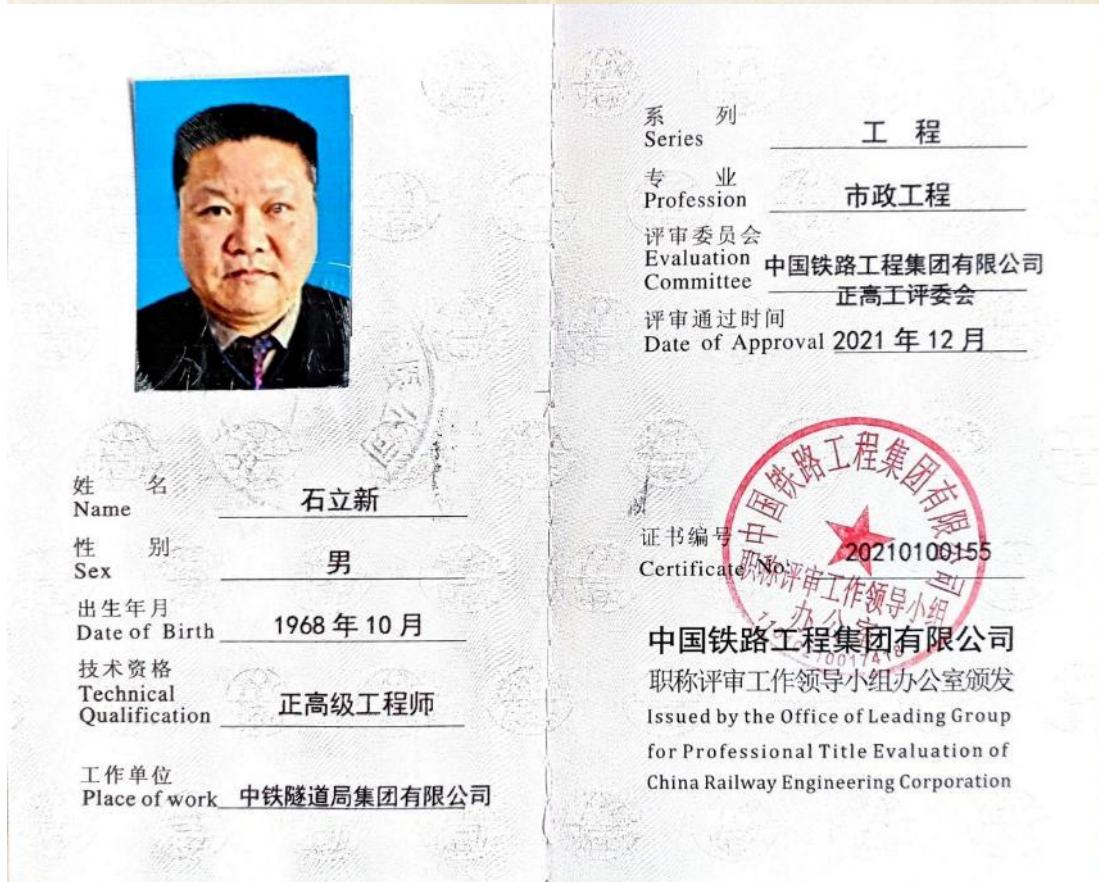 姓 名 石立新
Name
性 别 男
Sex
出生年月
Date of Birth 1968 年 10 月
技术资格
Technical
Qualification 正高级工程师
工作单位
Place of work 中铁隧道局集团有限公司
系 列 工 程
Series
专 业 市政工程
Profession
评审委员会
Evaluation 中国铁路工程集团有限公司
Committee
正高工评委会
评审通过时间
Date of Approval 2021 年 12 月
中国铁路工程集团有限公司
证书编号 20210100155
Certificate No.
职称评审工作领导小组
办公室
中国铁路工程集团有限公司
职称评审工作领导小组办公室颁发
Issued by the Office of Leading Group
for Professional Title Evaluation of
China Railway Engineering Corporation